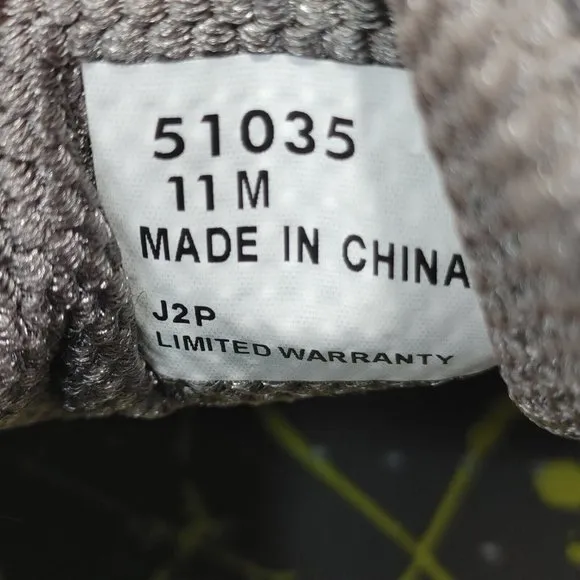 51035
11 M
MADE IN CHINA
J2P
LIMITED WARRANTY